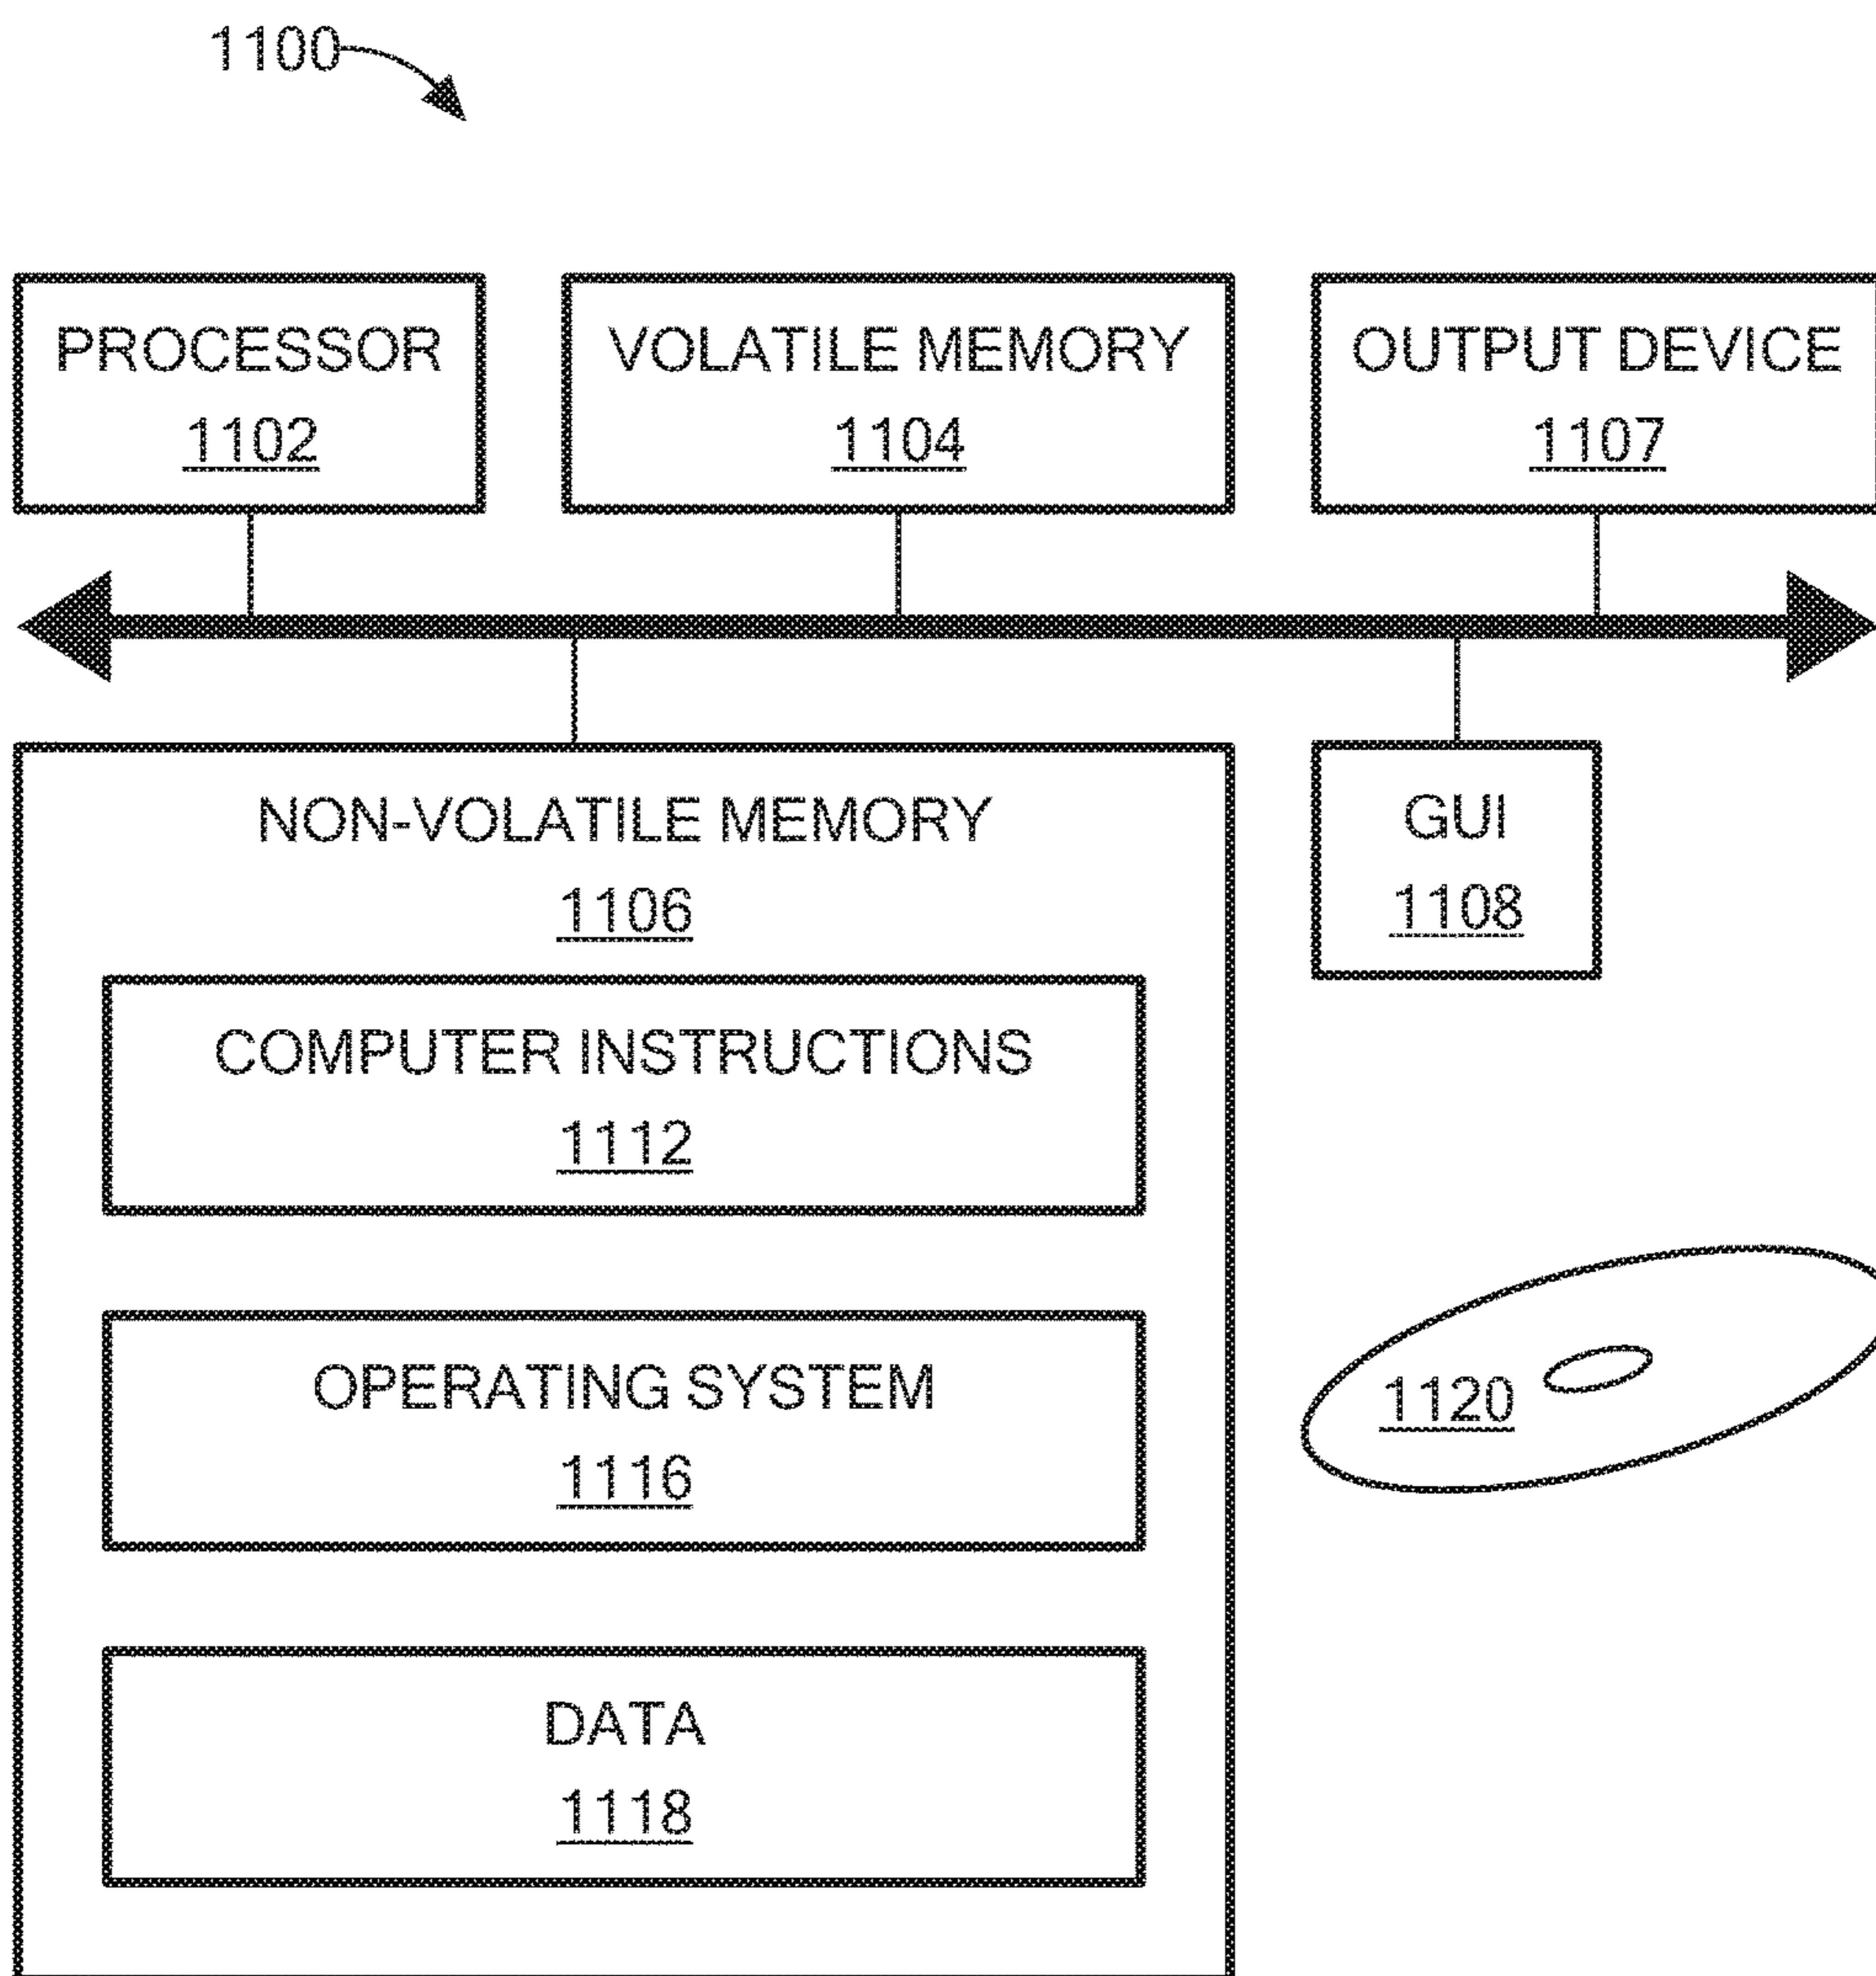 1100
PROCESSOR
1102
VOLATILE MEMORY
1104
OUTPUT DEVICE
1107
NON-VOLATILE MEMORY
1106
GUI
1108
COMPUTER INSTRUCTIONS
1112
OPERATING SYSTEM
1116
1120
DATA
1118